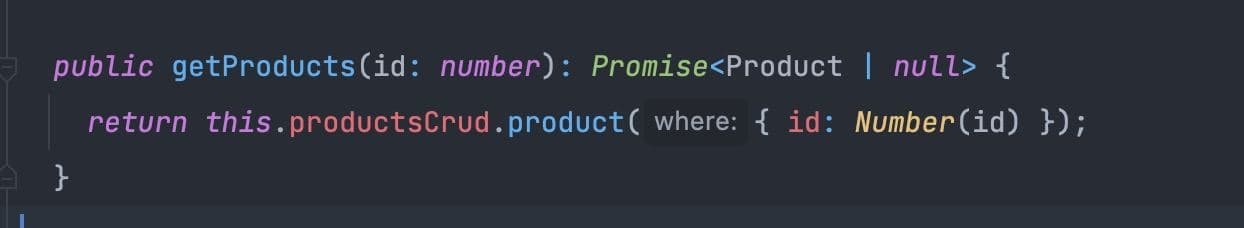 public getProducts(id: number): Promise<Product | null> {
return this.productsCrud.product( where: { id: Number(id) });
}